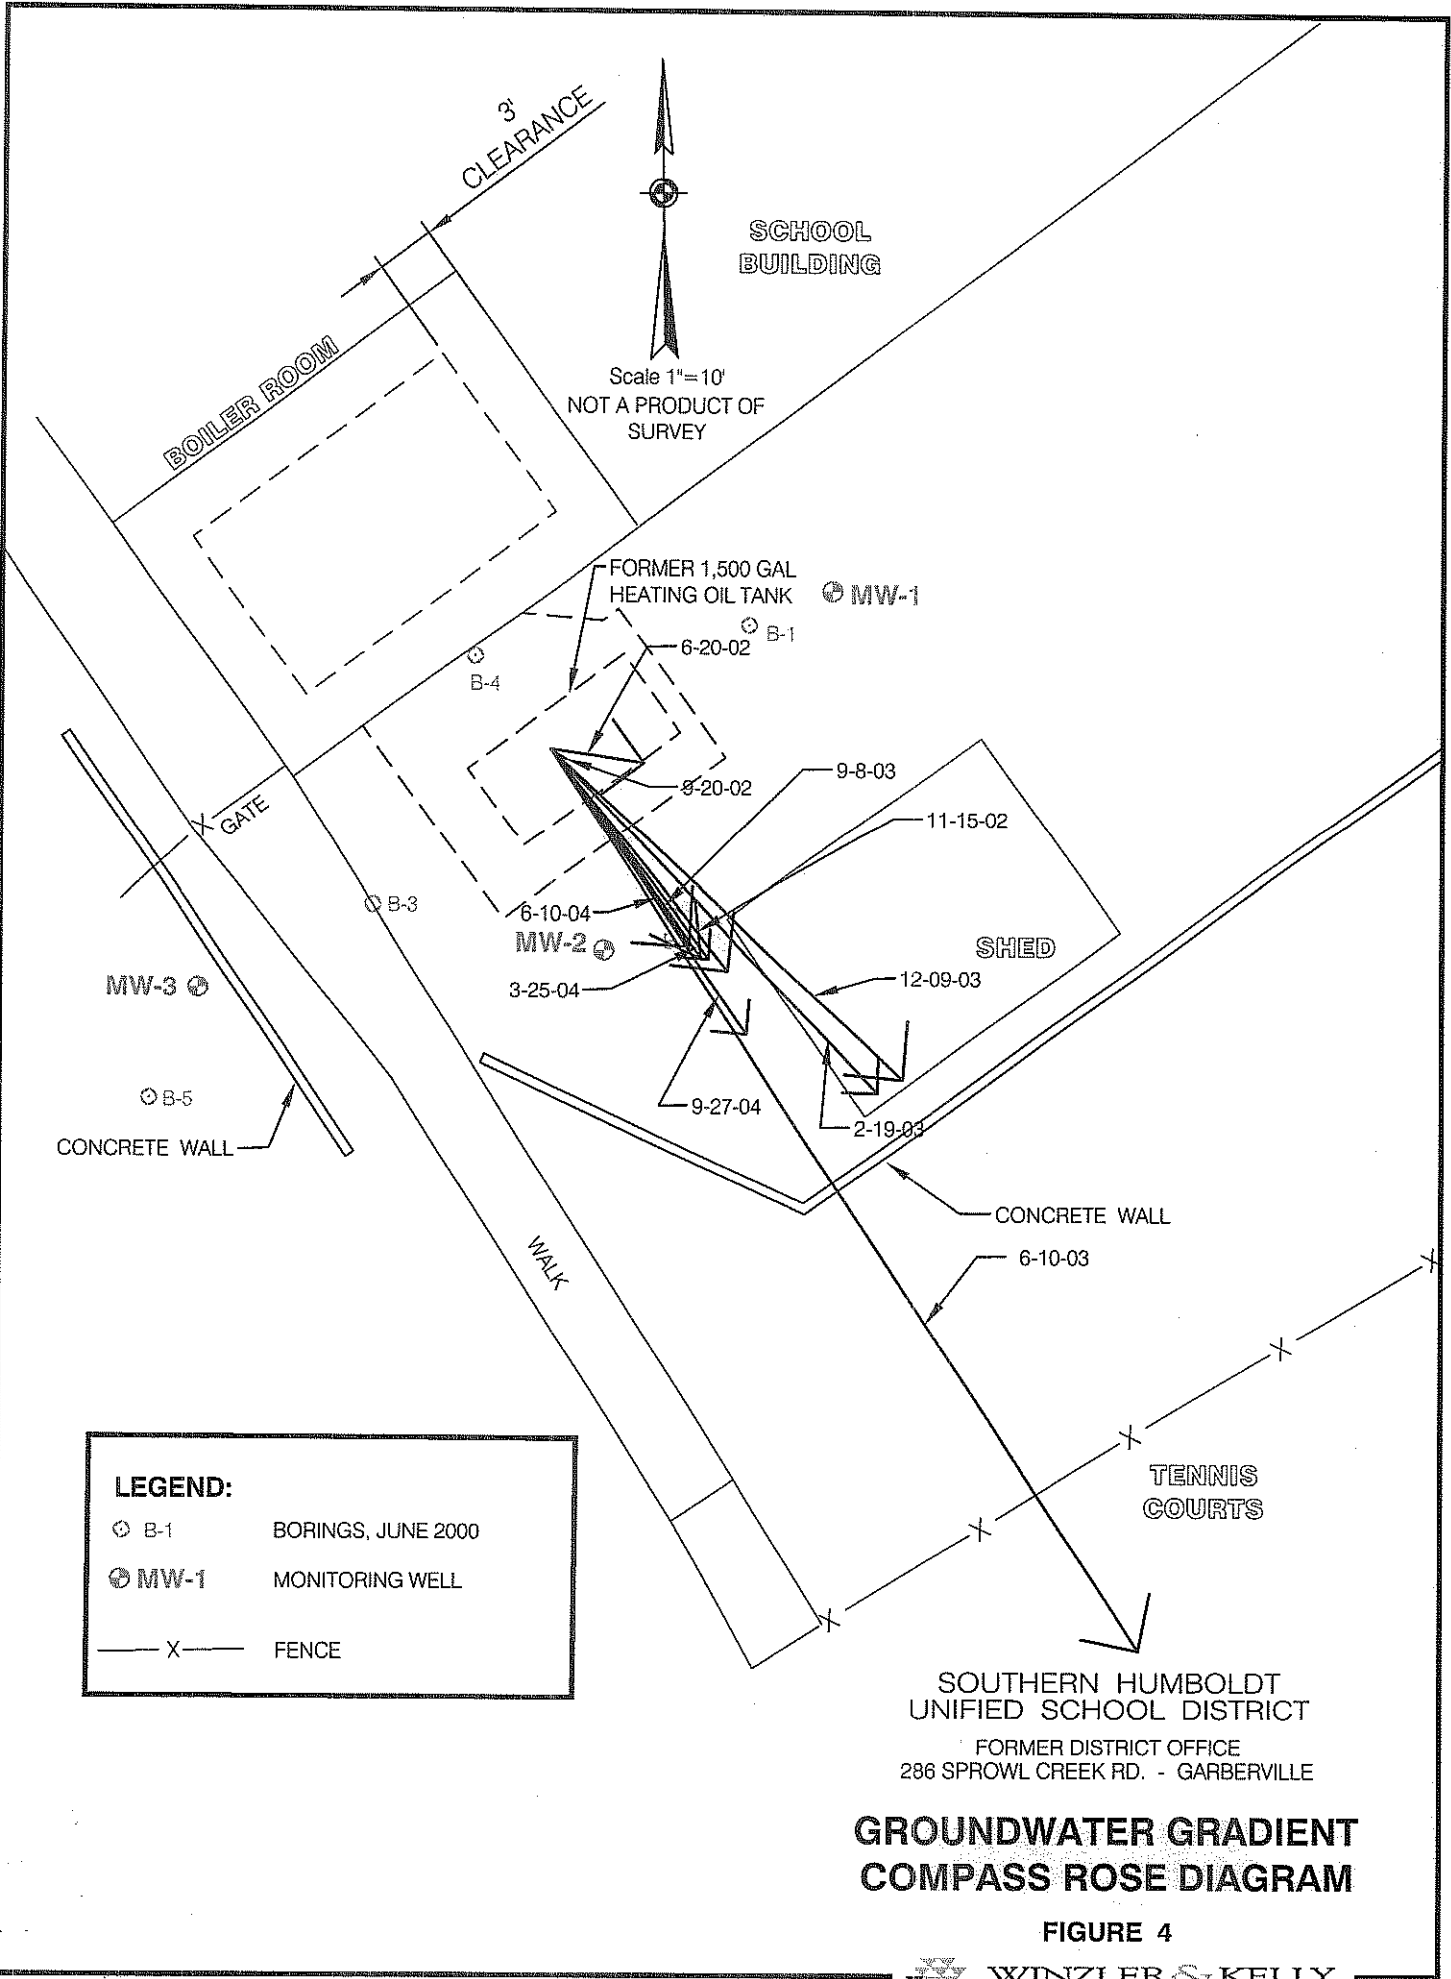 3'
CLEARANCE
SCHOOL
BUILDING
BOILER ROOM
Scale 1"=10'
NOT A PRODUCT OF
SURVEY
FORMER 1,500 GAL
HEATING OIL TANK
MW-1
B-1
6-20-02
B-4
9-20-02
9-8-03
11-15-02
X
GATE
B-3
6-10-04
MW-2
SHED
MW-3
3-25-04
12-09-03
B-5
9-27-04
2-19-03
CONCRETE WALL
CONCRETE WALL
WALK
6-10-03
X
X
X
X
X
TENNIS
COURTS
LEGEND:
B-1 BORINGS, JUNE 2000
MW-1 MONITORING WELL
X FENCE
SOUTHERN HUMBOLDT
UNIFIED SCHOOL DISTRICT
FORMER DISTRICT OFFICE
286 SPROWL CREEK RD. - GARBERVILLE
GROUNDWATER GRADIENT
COMPASS ROSE DIAGRAM
FIGURE 4
WINZLER & KELLY